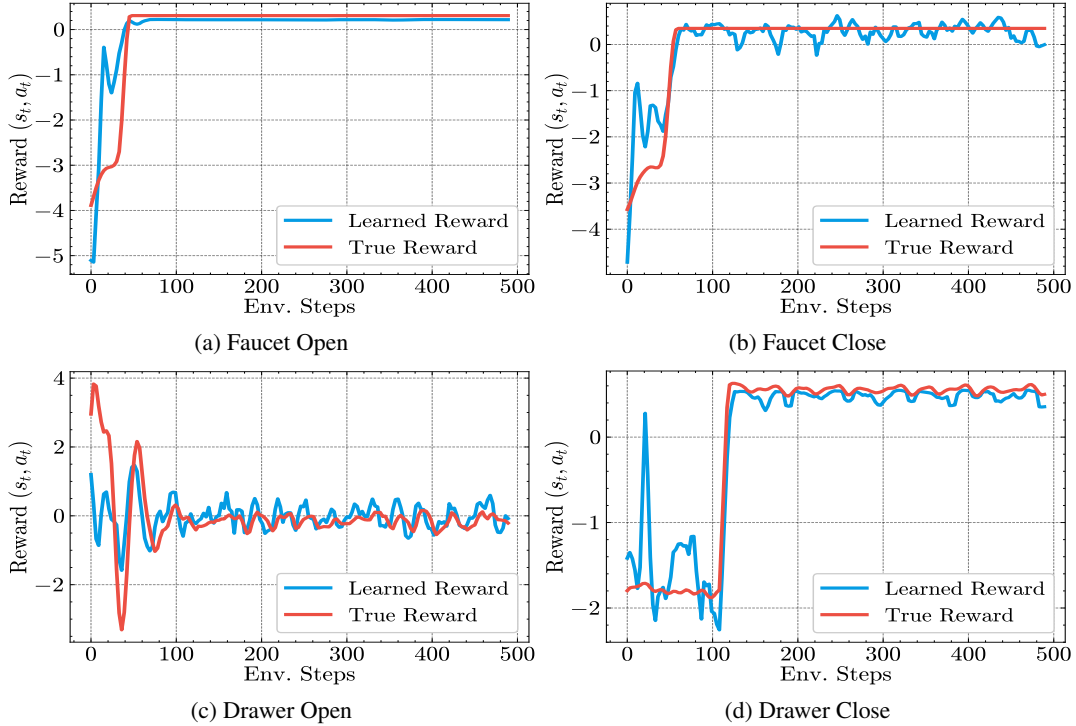 Reward (s_t, a_t)
0
−1
−2
−3
−4
−5
Learned Reward
True Reward
0
100
200
300
400
500
Env. Steps
(a) Faucet Open
Reward (s_t, a_t)
0
−1
−2
−3
−4
Learned Reward
True Reward
0
100
200
300
400
500
Env. Steps
(b) Faucet Close
Reward (s_t, a_t)
4
2
0
−2
Learned Reward
True Reward
0
100
200
300
400
500
Env. Steps
(c) Drawer Open
Reward (s_t, a_t)
0
−1
−2
Learned Reward
True Reward
0
100
200
300
400
500
Env. Steps
(d) Drawer Close